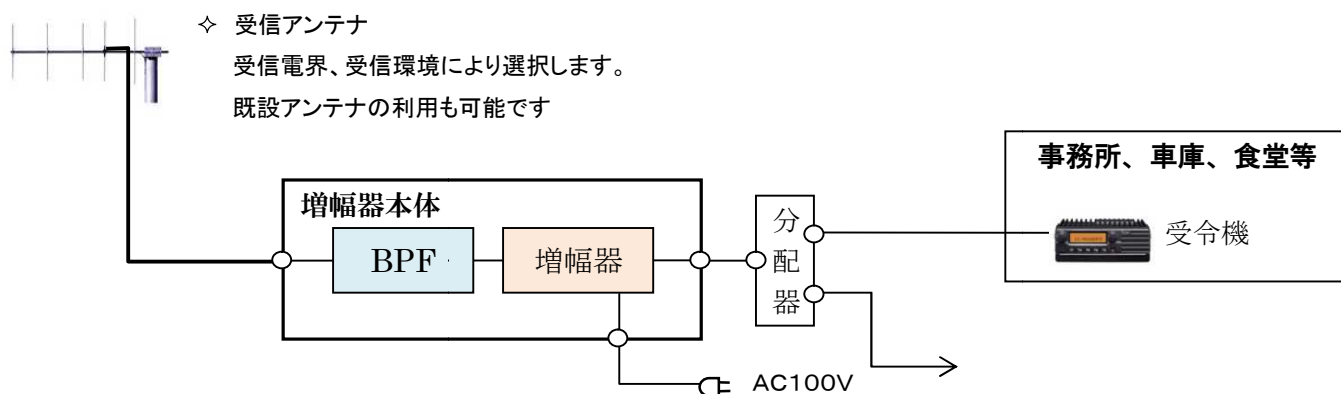 ✧ 受信アンテナ
受信電界、受信環境により選択します。
既設アンテナの利用も可能です
事務所、車庫、食堂等
増幅器本体
分配器
受令機
BPF
増幅器
AC100V